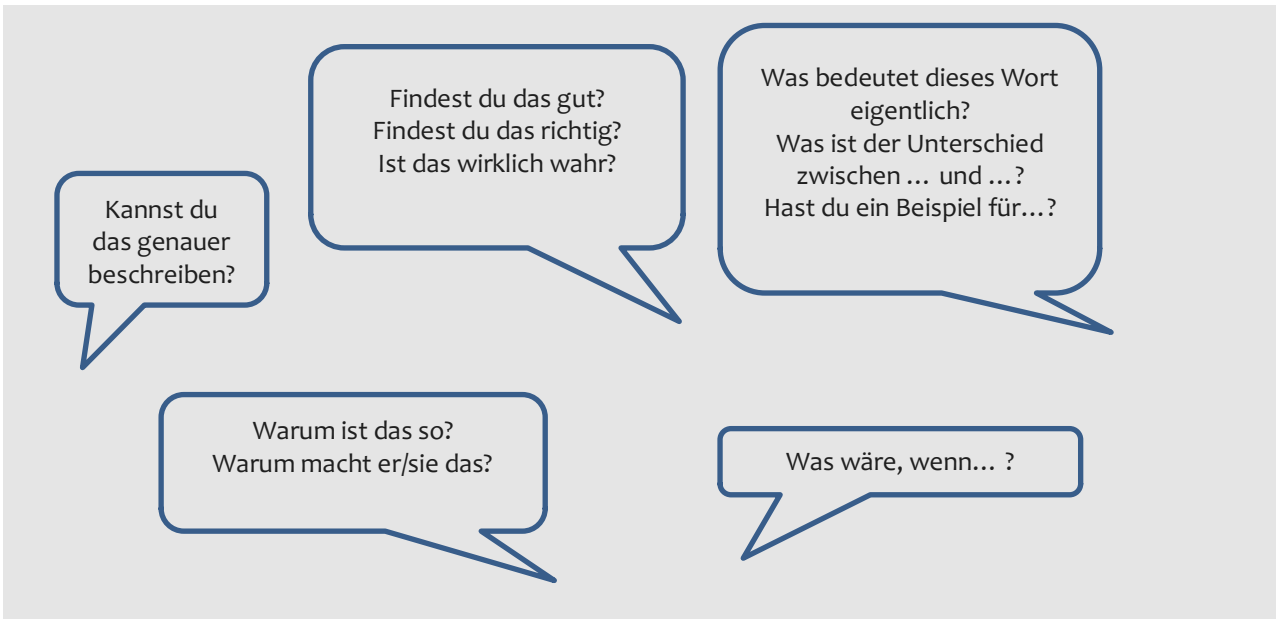 Findest du das gut?
Findest du das richtig?
Ist das wirklich wahr?
Was bedeutet dieses Wort
eigentlich?
Was ist der Unterschied
zwischen … und …?
Hast du ein Beispiel für…?
Kannst du
das genauer
beschreiben?
Warum ist das so?
Warum macht er/sie das?
Was wäre, wenn… ?